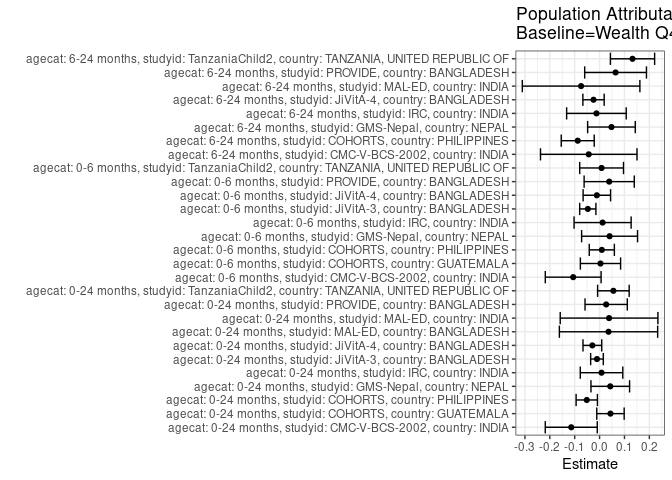 Population Attributa
Baseline=Wealth Q4
agecat: 6-24 months, studyid: TanzaniaChild2, country: TANZANIA, UNITED REPUBLIC OF
agecat: 6-24 months, studyid: PROVIDE, country: BANGLADESH
agecat: 6-24 months, studyid: MAL-ED, country: INDIA
agecat: 6-24 months, studyid: JiVitA-4, country: BANGLADESH
agecat: 6-24 months, studyid: IRC, country: INDIA
agecat: 6-24 months, studyid: GMS-Nepal, country: NEPAL
agecat: 6-24 months, studyid: COHORTS, country: PHILIPPINES
agecat: 6-24 months, studyid: CMC-V-BCS-2002, country: INDIA
agecat: 0-6 months, studyid: TanzaniaChild2, country: TANZANIA, UNITED REPUBLIC OF
agecat: 0-6 months, studyid: PROVIDE, country: BANGLADESH
agecat: 0-6 months, studyid: JiVitA-4, country: BANGLADESH
agecat: 0-6 months, studyid: JiVitA-3, country: BANGLADESH
agecat: 0-6 months, studyid: IRC, country: INDIA
agecat: 0-6 months, studyid: GMS-Nepal, country: NEPAL
agecat: 0-6 months, studyid: COHORTS, country: PHILIPPINES
agecat: 0-6 months, studyid: COHORTS, country: GUATEMALA
agecat: 0-6 months, studyid: CMC-V-BCS-2002, country: INDIA
agecat: 0-24 months, studyid: TanzaniaChild2, country: TANZANIA, UNITED REPUBLIC OF
agecat: 0-24 months, studyid: PROVIDE, country: BANGLADESH
agecat: 0-24 months, studyid: MAL-ED, country: INDIA
agecat: 0-24 months, studyid: MAL-ED, country: BANGLADESH
agecat: 0-24 months, studyid: JiVitA-4, country: BANGLADESH
agecat: 0-24 months, studyid: JiVitA-3, country: BANGLADESH
agecat: 0-24 months, studyid: IRC, country: INDIA
agecat: 0-24 months, studyid: GMS-Nepal, country: NEPAL
agecat: 0-24 months, studyid: COHORTS, country: PHILIPPINES
agecat: 0-24 months, studyid: COHORTS, country: GUATEMALA
agecat: 0-24 months, studyid: CMC-V-BCS-2002, country: INDIA
-0.3 -0.2 -0.1 0.0 0.1 0.2
Estimate